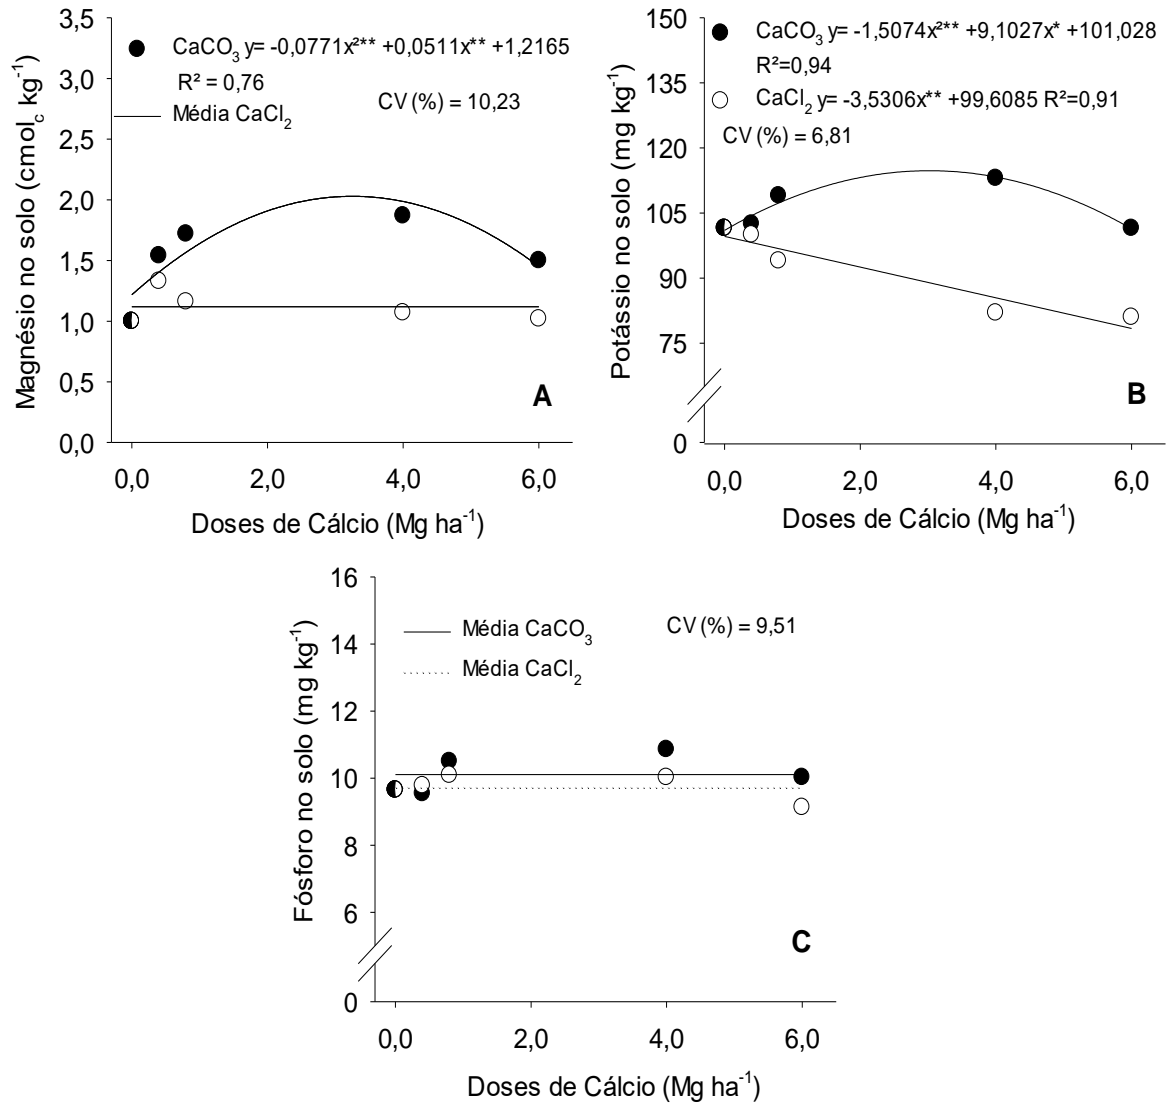 3,5
CaCO₃ y= -0,0771x²** +0,0511x** +1,2165
R² = 0,76
CV (%) = 10,23
Média CaCl₂
3,0
2,5
2,0
1,5
1,0
0,5
0,0
Magnésio no solo (cmol꜀ kg⁻¹)
A
0,0 2,0 4,0 6,0
Doses de Cálcio (Mg ha⁻¹)
150
CaCO₃ y= -1,5074x²** +9,1027x* +101,028
R²=0,94
CaCl₂ y= -3,5306x** +99,6085 R²=0,91
CV (%) = 6,81
135
120
105
90
75
0
Potássio no solo (mg kg⁻¹)
B
0,0 2,0 4,0 6,0
Doses de Cálcio (Mg ha⁻¹)
16
Média CaCO₃
CV (%) = 9,51
Média CaCl₂
14
12
10
8
6
0
Fósforo no solo (mg kg⁻¹)
C
0,0 2,0 4,0 6,0
Doses de Cálcio (Mg ha⁻¹)